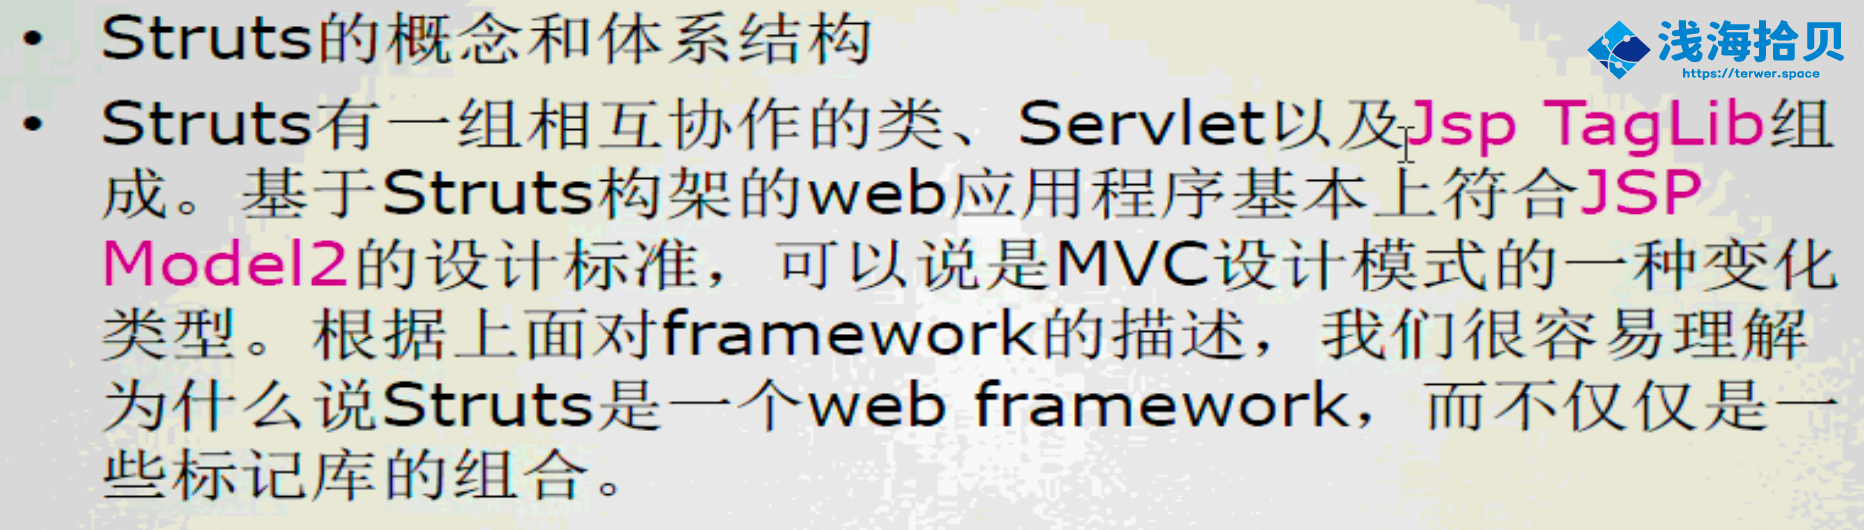 • Struts的概念和体系结构
浅海拾贝
https://terwer.space
• Struts有一组相互协作的类、Servlet以及Jsp TagLib组
成。基于Struts构架的web应用程序基本上符合JSP
Model2的设计标准，可以说是MVC设计模式的一种变化
类型。根据上面对framework的描述，我们很容易理解
为什么说Struts是一个web framework，而不仅仅是一
些标记库的组合。